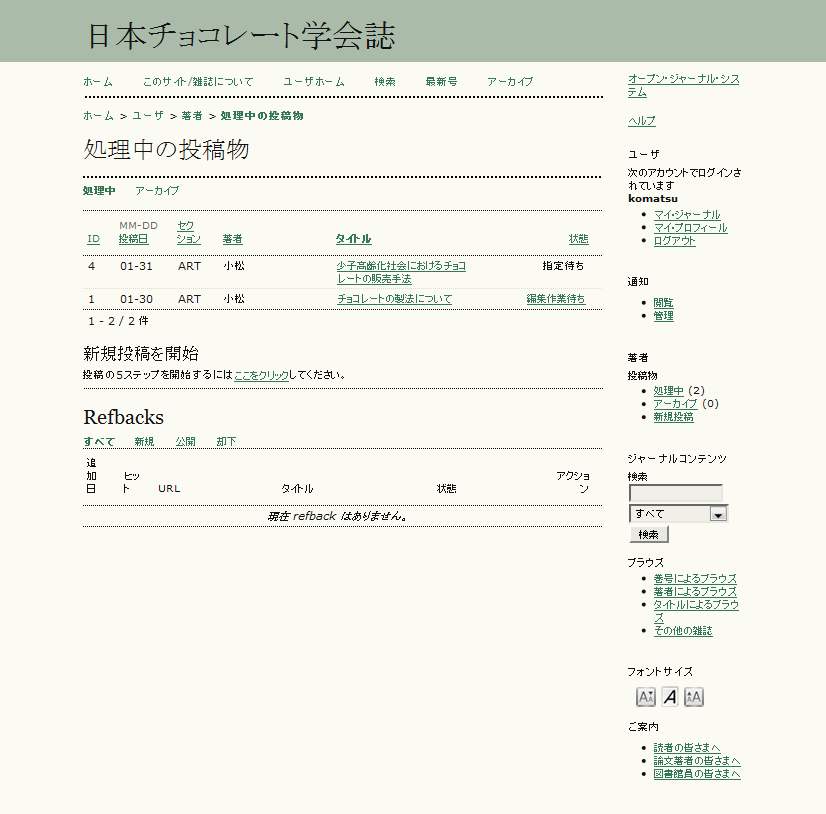 日本チョコレート学会誌
ホーム このサイト/雑誌について ユーザホーム 検索 最新号 アーカイブ
ホーム > ユーザ > 著者 > 処理中の投稿物
処理中の投稿物
処理中 アーカイブ
ID MM-DD 投稿日 セクション 著者 タイトル 状態
4 01-31 ART 小松 少子高齢化社会におけるチョコ 指定待ち
レートの販売手法
1 01-30 ART 小松 チョコレートの製法について 編集作業待ち
1 - 2 / 2 件
新規投稿を開始
投稿の5ステップを開始するにはここをクリックしてください。
Refbacks
すべて 新規 公開 却下
追加日 ヒット URL タイトル 状態 アクション
現在 refback はありません。
オープン・ジャーナル・シス
テム
ヘルプ
ユーザ
次のアカウントでログインさ
れています
komatsu
マイ・ジャーナル
マイ・プロフィール
ログアウト
通知
閲覧
管理
著者
投稿物
処理中 (2)
アーカイブ (0)
新規投稿
ジャーナルコンテンツ
検索
すべて
検索
ブラウズ
巻号によるブラウズ
著者によるブラウズ
タイトルによるブラウ
ズ
その他の雑誌
フォントサイズ
AA A AA
ご案内
読者の皆さまへ
論文著者の皆さまへ
図書館員の皆さまへ